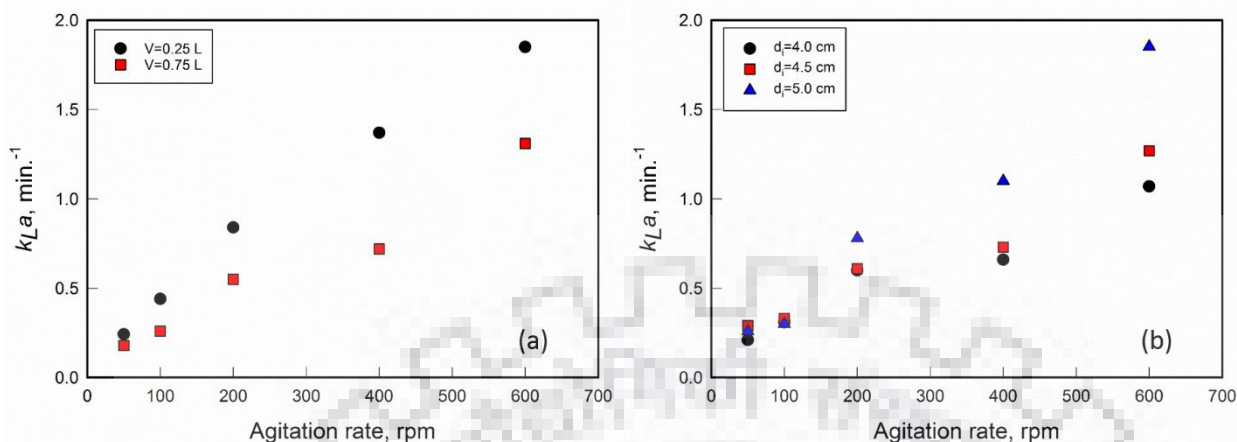 2.0
1.5
1.0
0.5
0.0
kLa, min.-1
V=0.25 L
V=0.75 L
(a)
0 100 200 300 400 500 600 700
Agitation rate, rpm
2.0
1.5
1.0
0.5
0.0
kLa, min.-1
di=4.0 cm
di=4.5 cm
di=5.0 cm
(b)
0 100 200 300 400 500 600 700
Agitation rate, rpm